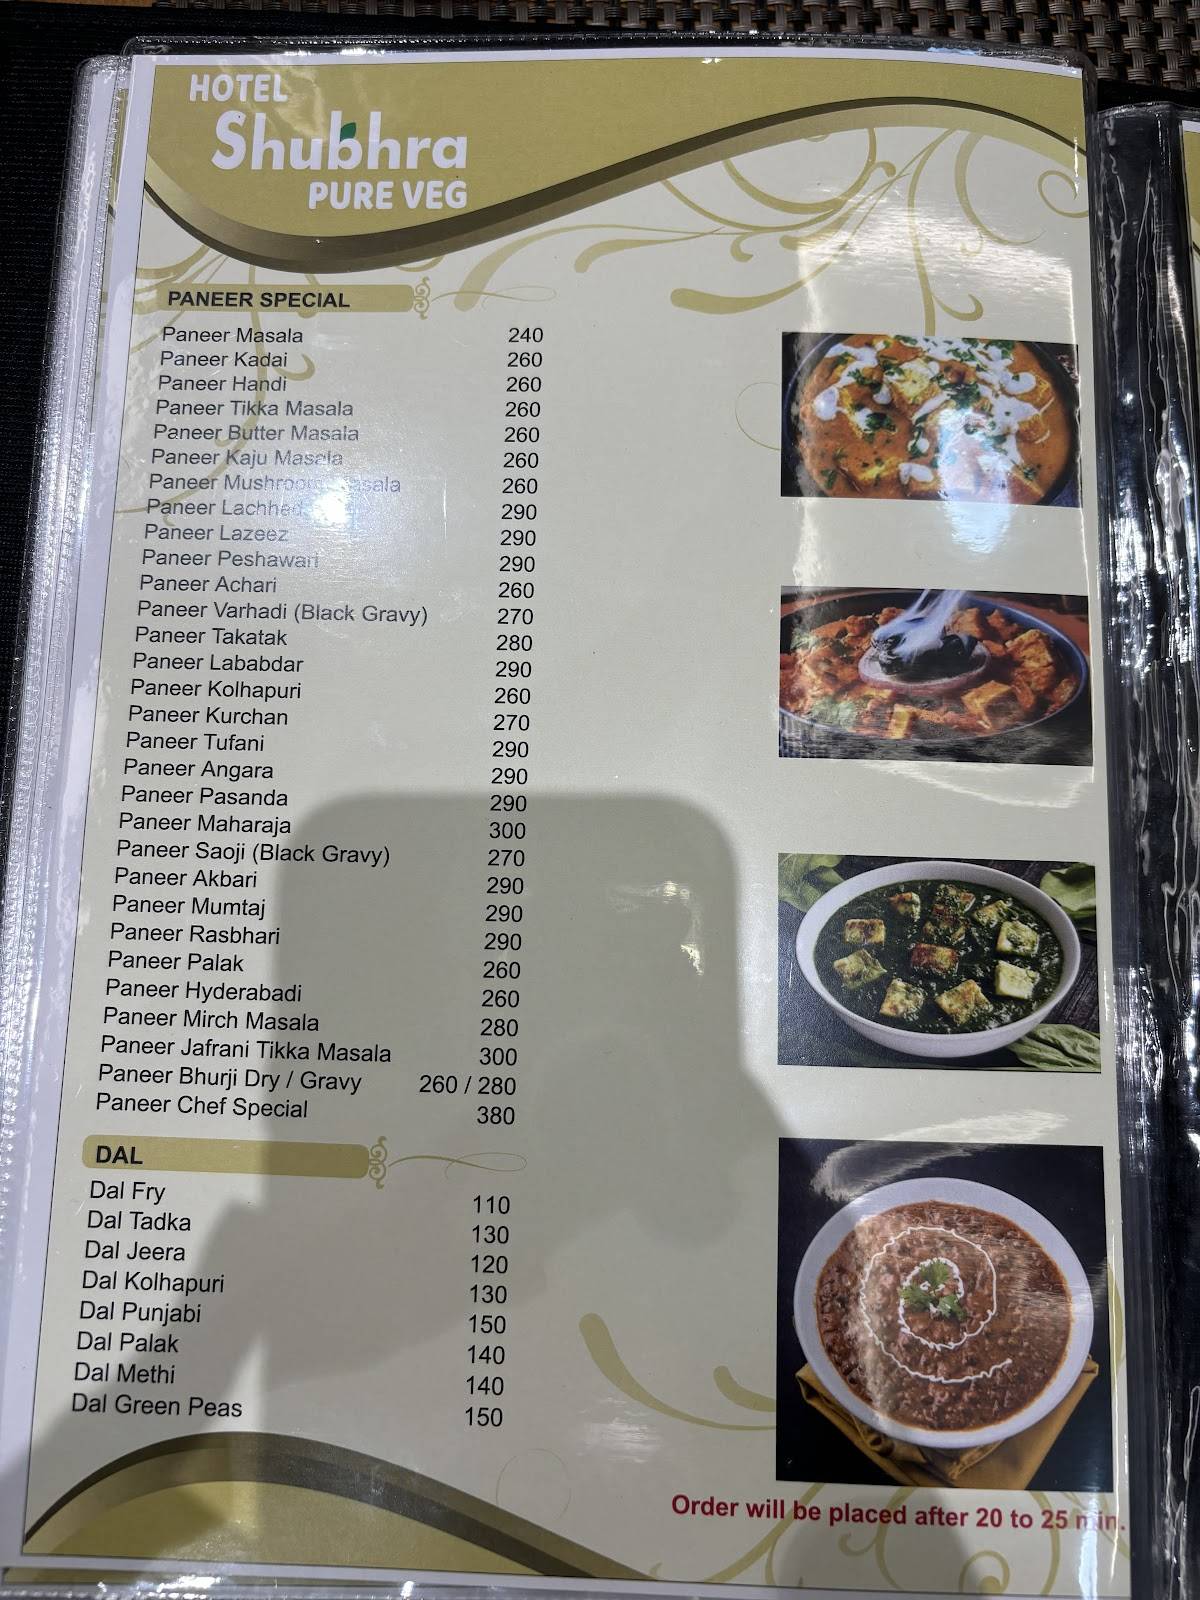 HOTEL
Shubhra
PURE VEG
PANEER SPECIAL
Paneer Masala 240
Paneer Kadai 260
Paneer Handi 260
Paneer Tikka Masala 260
Paneer Butter Masala 260
Paneer Kaju Masala 260
Paneer Mushroom Masala 260
Paneer 290
Paneer Lazeez 290
Paneer Peshawari 290
Paneer Achari 260
Paneer Varhadi (Black Gravy) 270
Paneer Takatak 280
Paneer Lababdar 290
Paneer Kolhapuri 260
Paneer Kurchan 270
Paneer Tufani 290
Paneer Angara 290
Paneer Pasanda 290
Paneer Maharaja 300
Paneer Saoji (Black Gravy) 270
Paneer Akbari 290
Paneer Mumtaj 290
Paneer Rasbhari 290
Paneer Palak 260
Paneer Hyderabadi 260
Paneer Mirch Masala 280
Paneer Jafrani Tikka Masala 300
Paneer Bhurji Dry / Gravy 260 / 280
Paneer Chef Special 380
DAL
Dal Fry 110
Dal Tadka 130
Dal Jeera 120
Dal Kolhapuri 130
Dal Punjabi 150
Dal Palak 140
Dal Methi 140
Dal Green Peas 150
Order will be placed after 20 to 25 min.